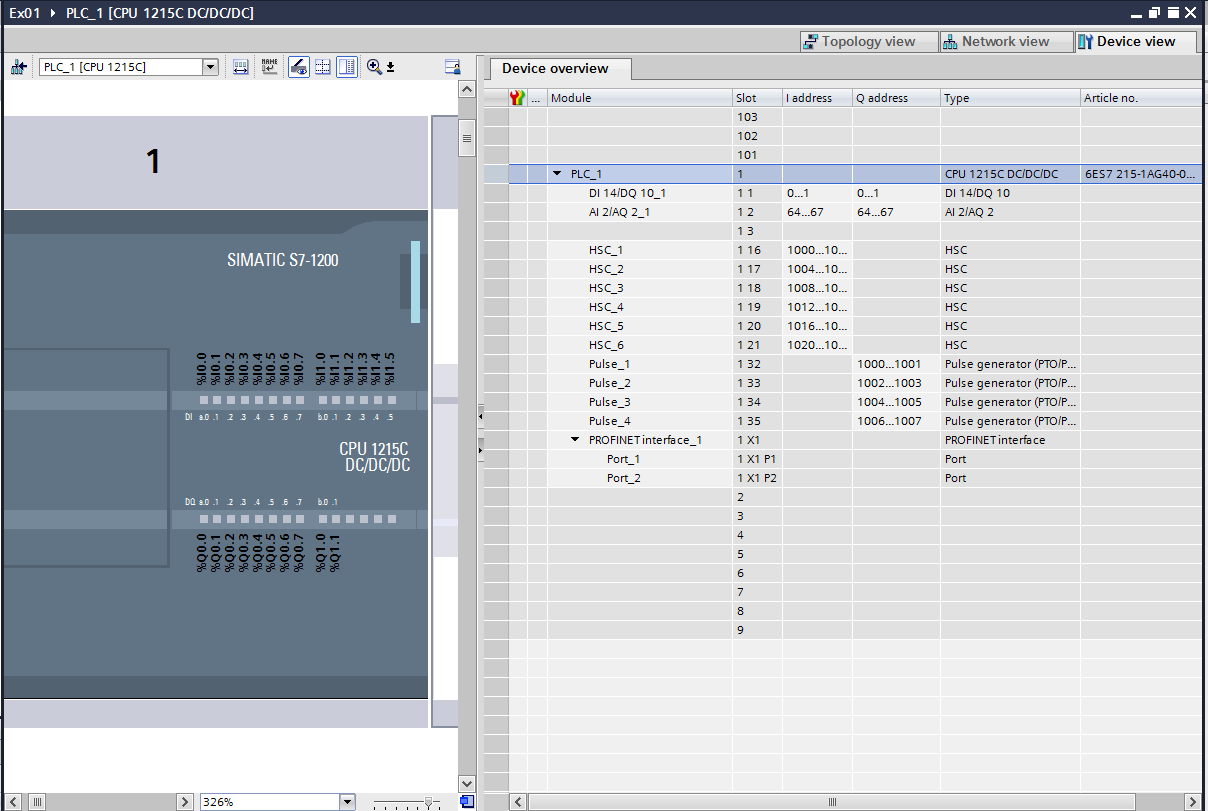 Ex01 PLC_1 [CPU 1215C DC/DC/DC]
Topology view Network view Device view
PLC_1 [CPU 1215C]
NAME
Device overview
... Module Slot I address Q address Type Article no.
103
102
101
PLC_1 1 CPU 1215C DC/DC/DC 6ES7 215-1AG40-0...
DI 14/DQ 10_1 1 1 0...1 0...1 DI 14/DQ 10
AI 2/AQ 2_1 1 2 64...67 64...67 AI 2/AQ 2
1 3
HSC_1 1 16 1000...10... HSC
HSC_2 1 17 1004...10... HSC
HSC_3 1 18 1008...10... HSC
HSC_4 1 19 1012...10... HSC
HSC_5 1 20 1016...10... HSC
HSC_6 1 21 1020...10... HSC
Pulse_1 1 32 1000...1001 Pulse generator (PTO/P...
Pulse_2 1 33 1002...1003 Pulse generator (PTO/P...
Pulse_3 1 34 1004...1005 Pulse generator (PTO/P...
Pulse_4 1 35 1006...1007 Pulse generator (PTO/P...
PROFINET interface_1 1 X1 PROFINET interface
Port_1 1 X1 P1 Port
Port_2 1 X1 P2 Port
2
3
4
5
6
7
8
9
1
SIMATIC S7-1200
%I0.0 %I0.1 %I0.2 %I0.3 %I0.4 %I0.5 %I0.6 %I0.7 %I1.0 %I1.1 %I1.2 %I1.3 %I1.4 %I1.5
DI a.0 .1 .2 .3 .4 .5 .6 .7 b.0 .1 .2 .3 .4 .5
CPU 1215C
DC/DC/DC
DQ a.0 .1 .2 .3 .4 .5 .6 .7 b.0 .1
%Q0.0 %Q0.1 %Q0.2 %Q0.3 %Q0.4 %Q0.5 %Q0.6 %Q0.7 %Q1.0 %Q1.1
326%